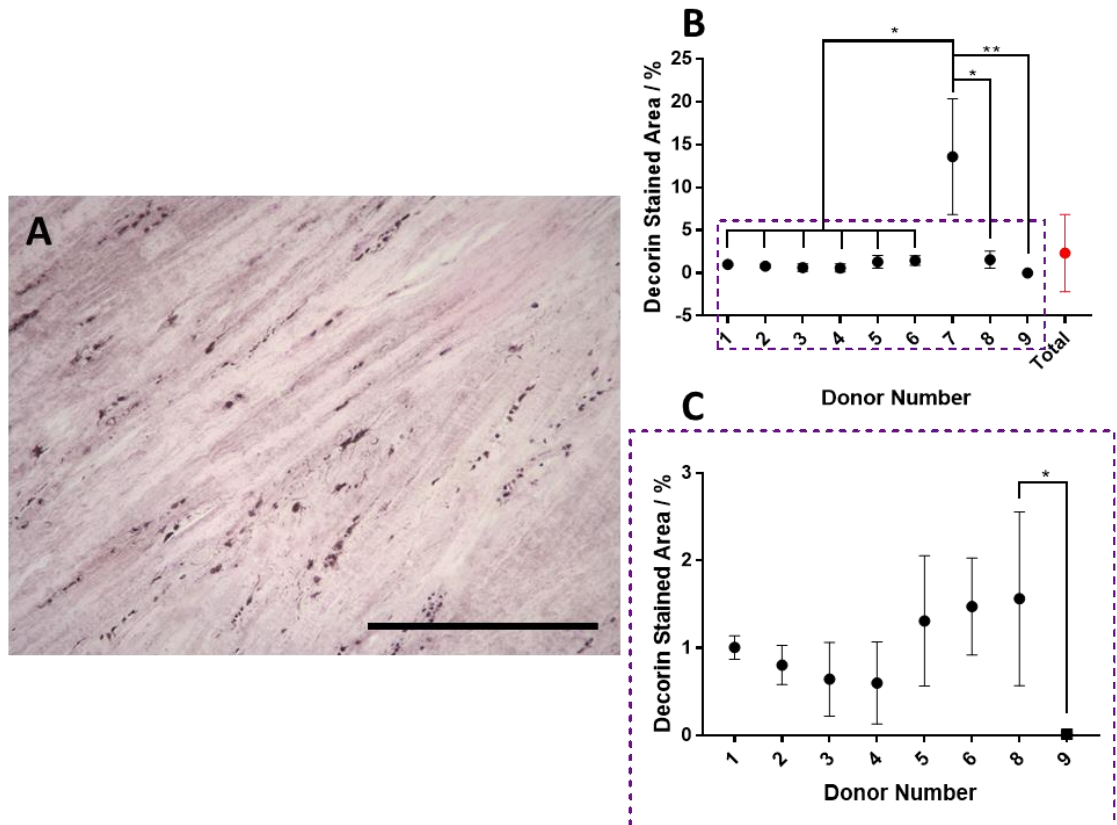 A
B
Decorin Stained Area / %
25
20
15
10
5
0
-5
*
**
*
1 2 3 4 5 6 7 8 9 Total
Donor Number
C
Decorin Stained Area / %
3
2
1
0
*
1 2 3 4 5 6 8 9
Donor Number